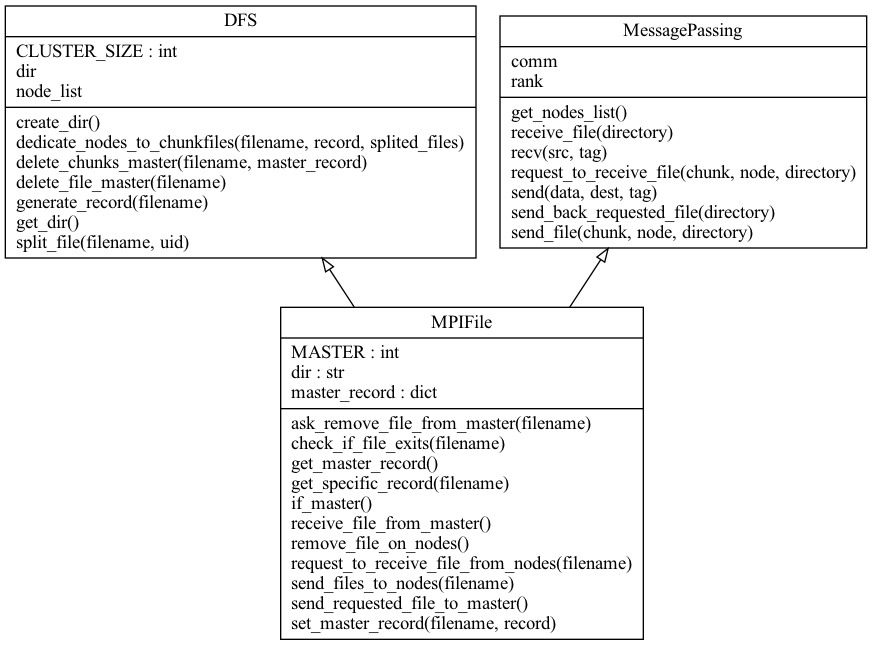 DFS
CLUSTER_SIZE : int
dir
node_list
create_dir()
dedicate_nodes_to_chunkfiles(filename, record, splited_files)
delete_chunks_master(filename, master_record)
delete_file_master(filename)
generate_record(filename)
get_dir()
split_file(filename, uid)
MessagePassing
comm
rank
get_nodes_list()
receive_file(directory)
recv(src, tag)
request_to_receive_file(chunk, node, directory)
send(data, dest, tag)
send_back_requested_file(directory)
send_file(chunk, node, directory)
MPIFile
MASTER : int
dir : str
master_record : dict
ask_remove_file_from_master(filename)
check_if_file_exits(filename)
get_master_record()
get_specific_record(filename)
if_master()
receive_file_from_master()
remove_file_on_nodes()
request_to_receive_file_from_nodes(filename)
send_files_to_nodes(filename)
send_requested_file_to_master()
set_master_record(filename, record)